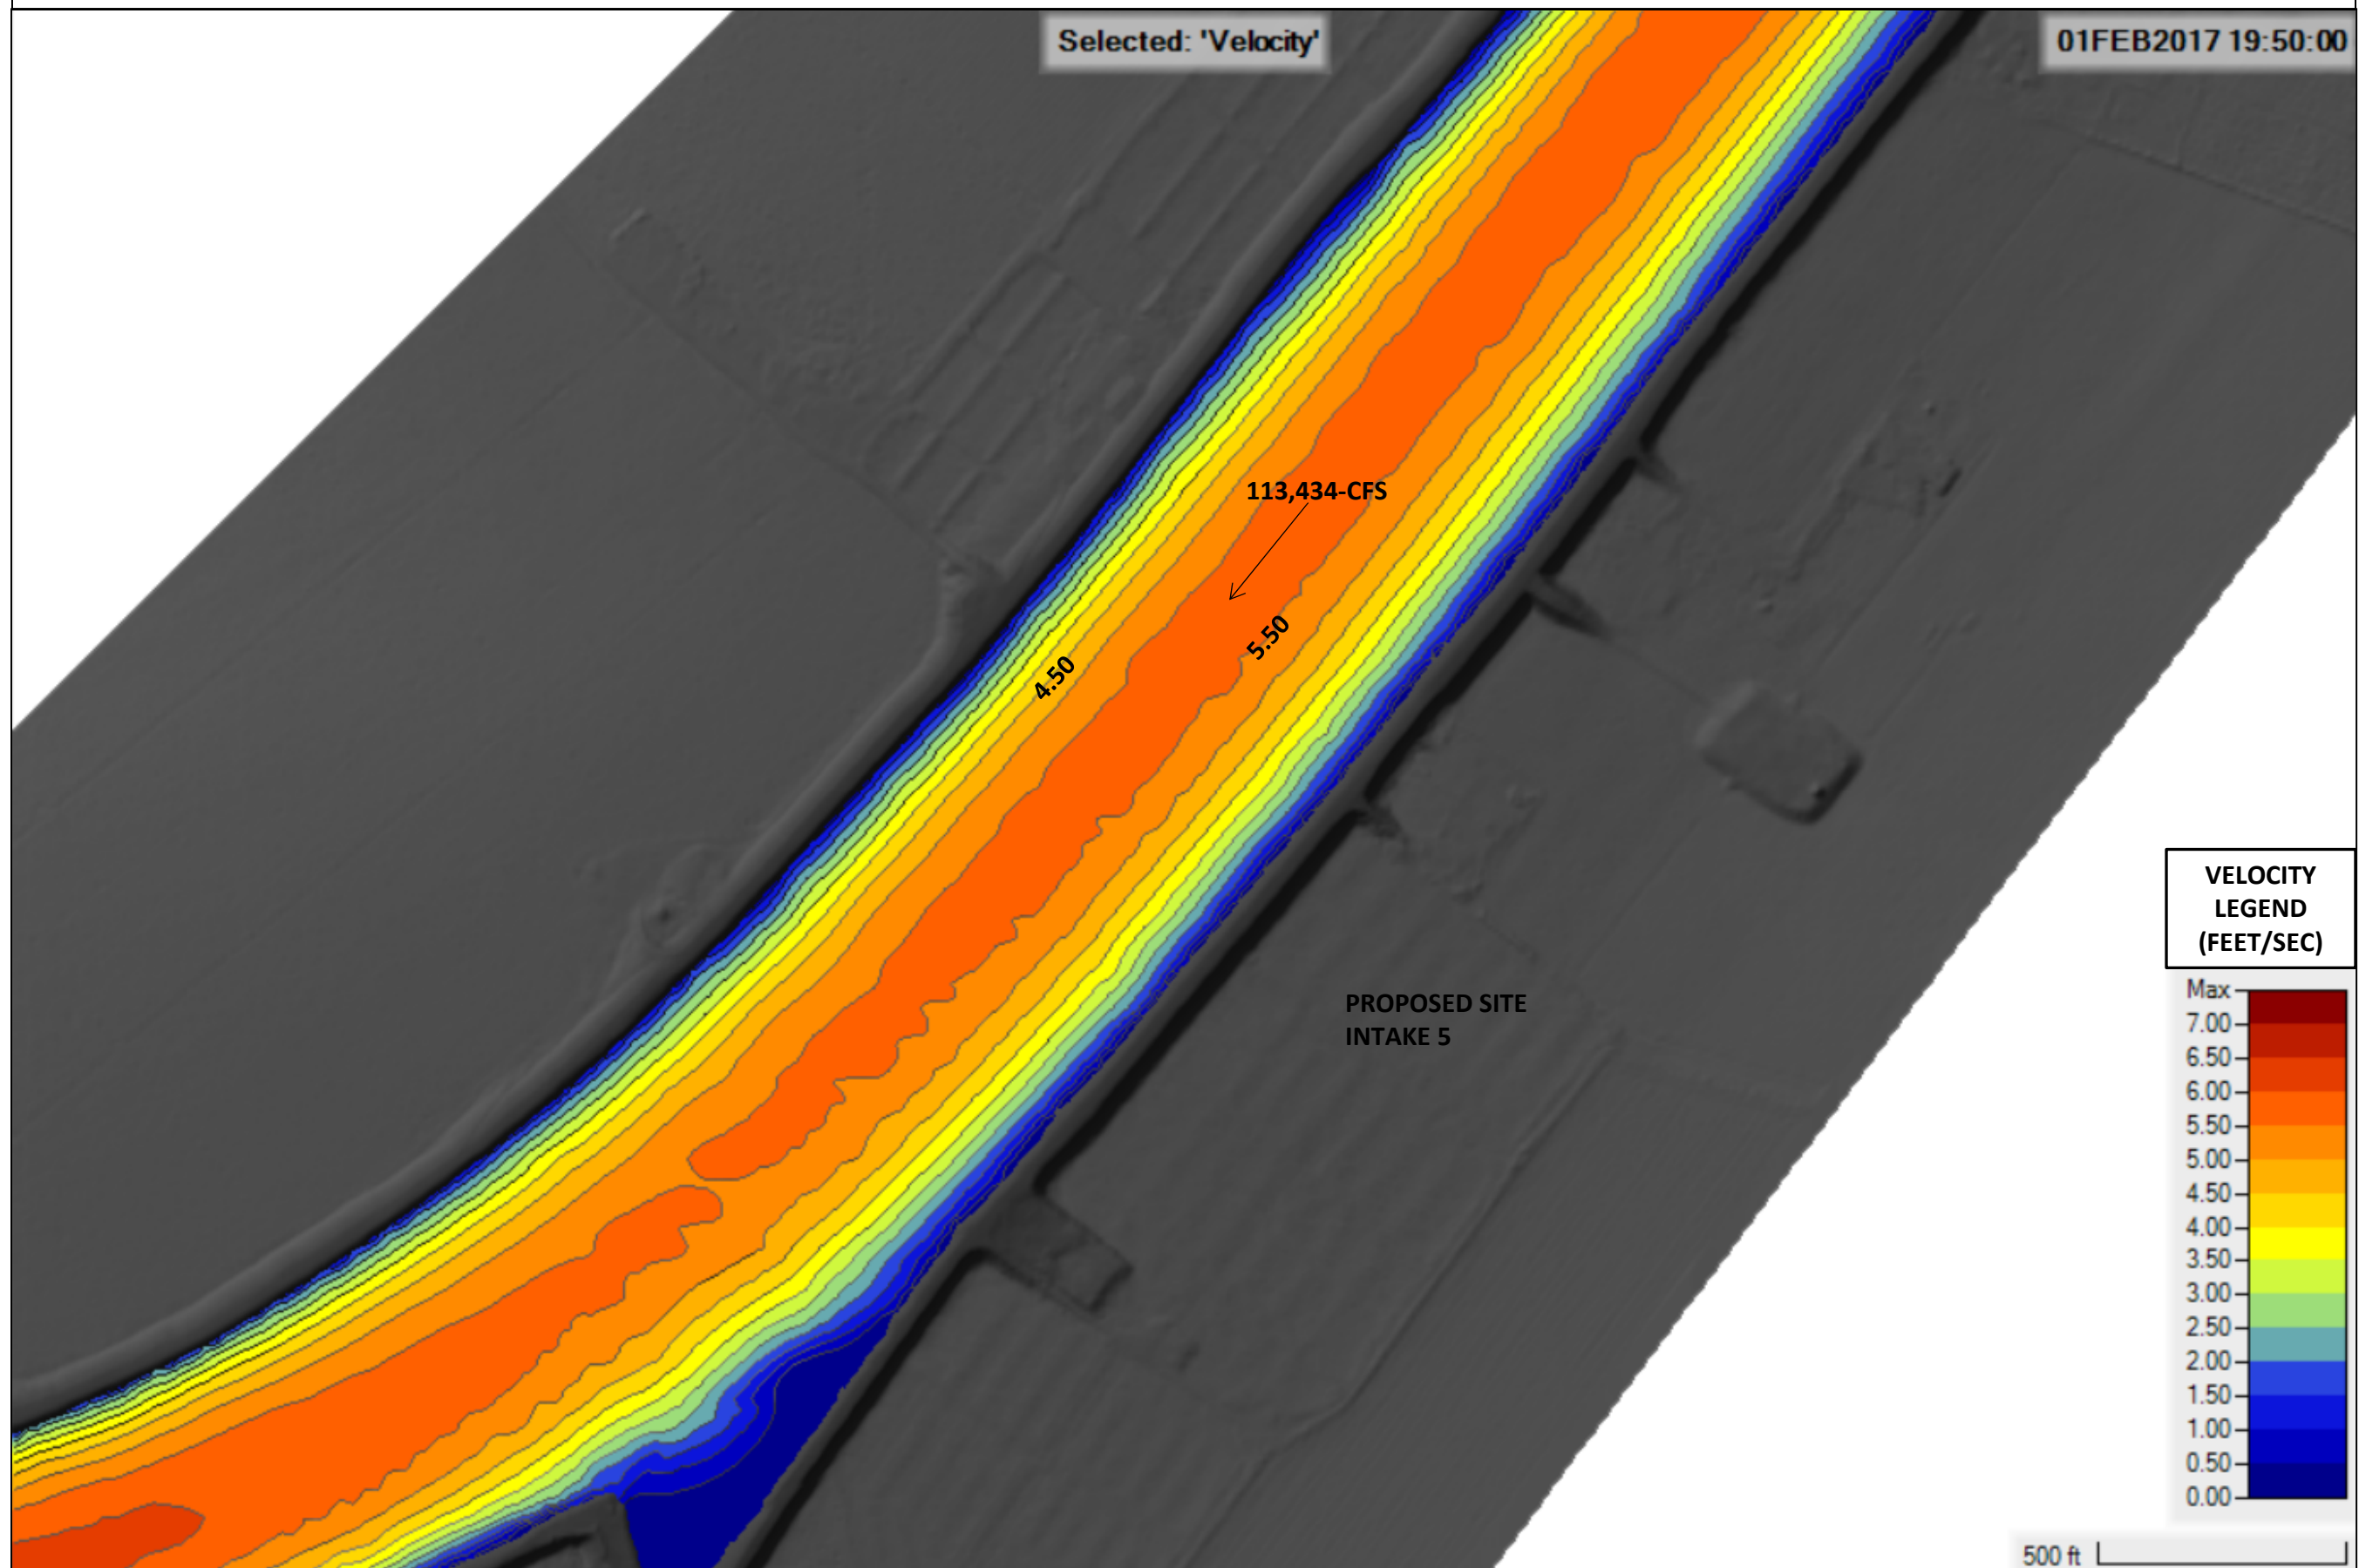 Selected: 'Velocity'
01FEB2017 19:50:00
113,434-CFS
5.50
4.50
PROPOSED SITE
INTAKE 5
VELOCITY
LEGEND
(FEET/SEC)
Max
7.00
6.50
6.00
5.50
5.00
4.50
4.00
3.50
3.00
2.50
2.00
1.50
1.00
0.50
0.00
500 ft